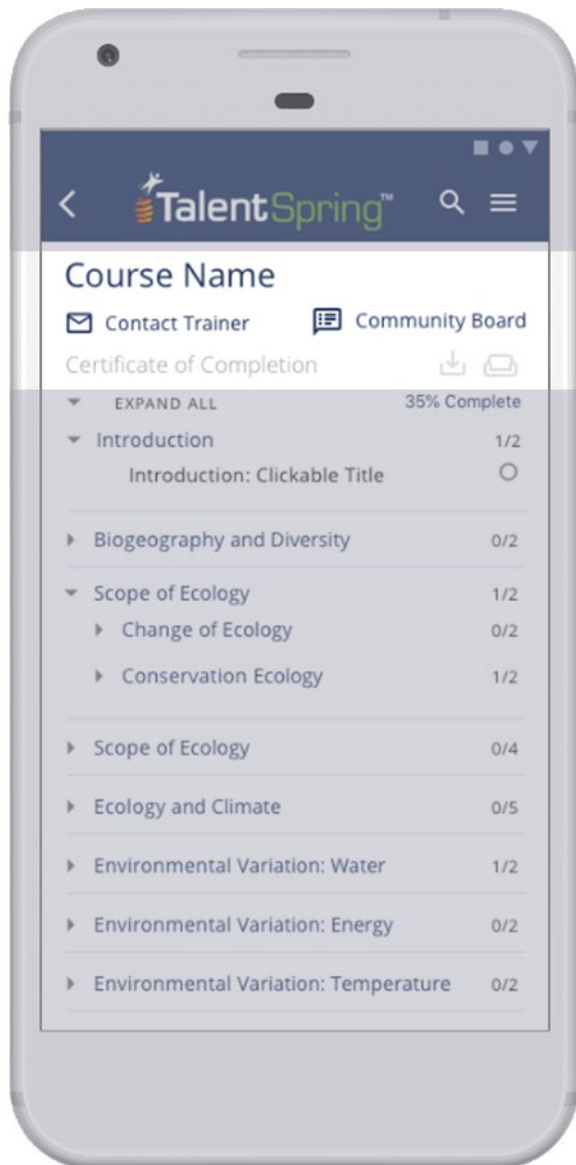 TalentSpring™
Course Name
Contact Trainer Community Board
Certificate of Completion
EXPAND ALL 35% Complete
Introduction 1/2
Introduction: Clickable Title
Biogeography and Diversity 0/2
Scope of Ecology 1/2
Change of Ecology 0/2
Conservation Ecology 1/2
Scope of Ecology 0/4
Ecology and Climate 0/5
Environmental Variation: Water 1/2
Environmental Variation: Energy 0/2
Environmental Variation: Temperature 0/2